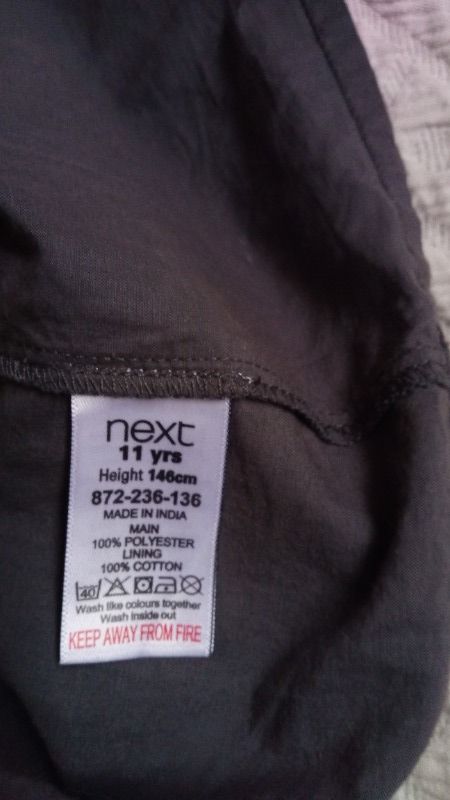 next
11 yrs
Height 146cm
872-236-136
MADE IN INDIA
MAIN
100% POLYESTER
LINING
100% COTTON
40
Wash like colours together
Wash inside out
KEEP AWAY FROM FIRE